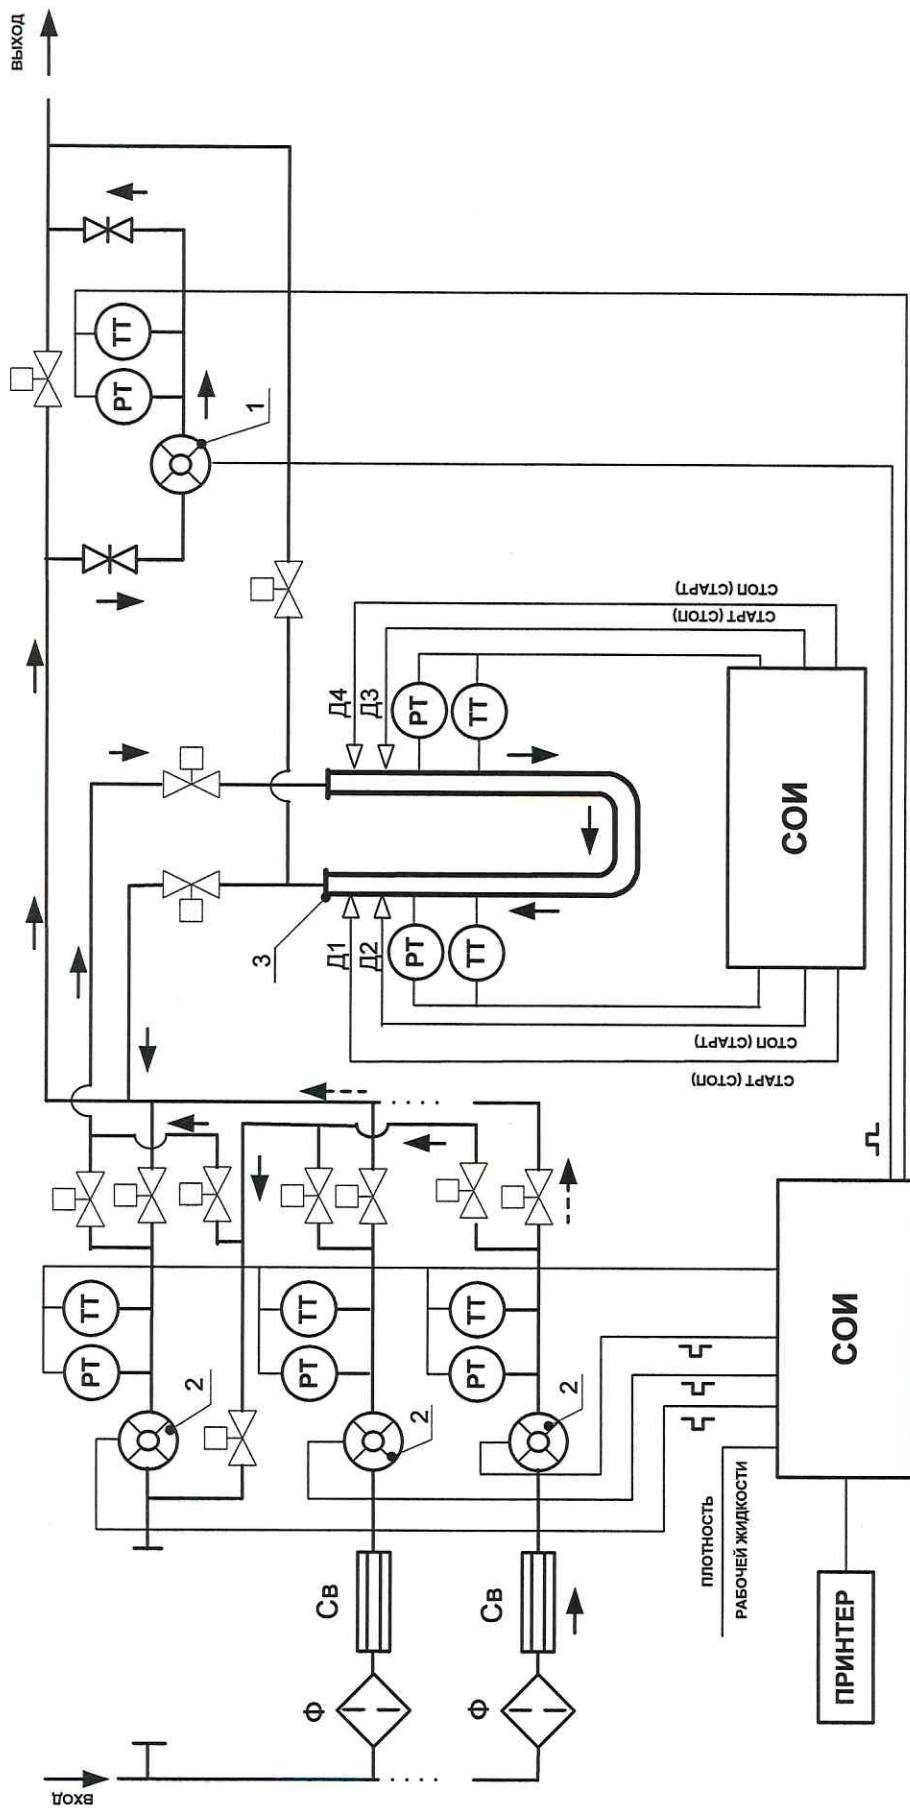 ВЫХОД
ВХОД
РТ
ТТ
РТ
ТТ
2
1
3
Ф
Св
РТ
ТТ
2
Д1
Д4
Д2
Д3
РТ
РТ
ТТ
ТТ
Ф
Св
РТ
ТТ
2
СТАРТ (СТОП)
СТОП (СТАРТ)
СТАРТ (СТОП)
СТОП (СТАРТ)
СОИ
ПЛОТНОСТЬ
РАБОЧЕЙ ЖИДКОСТИ
СОИ
ПРИНТЕР